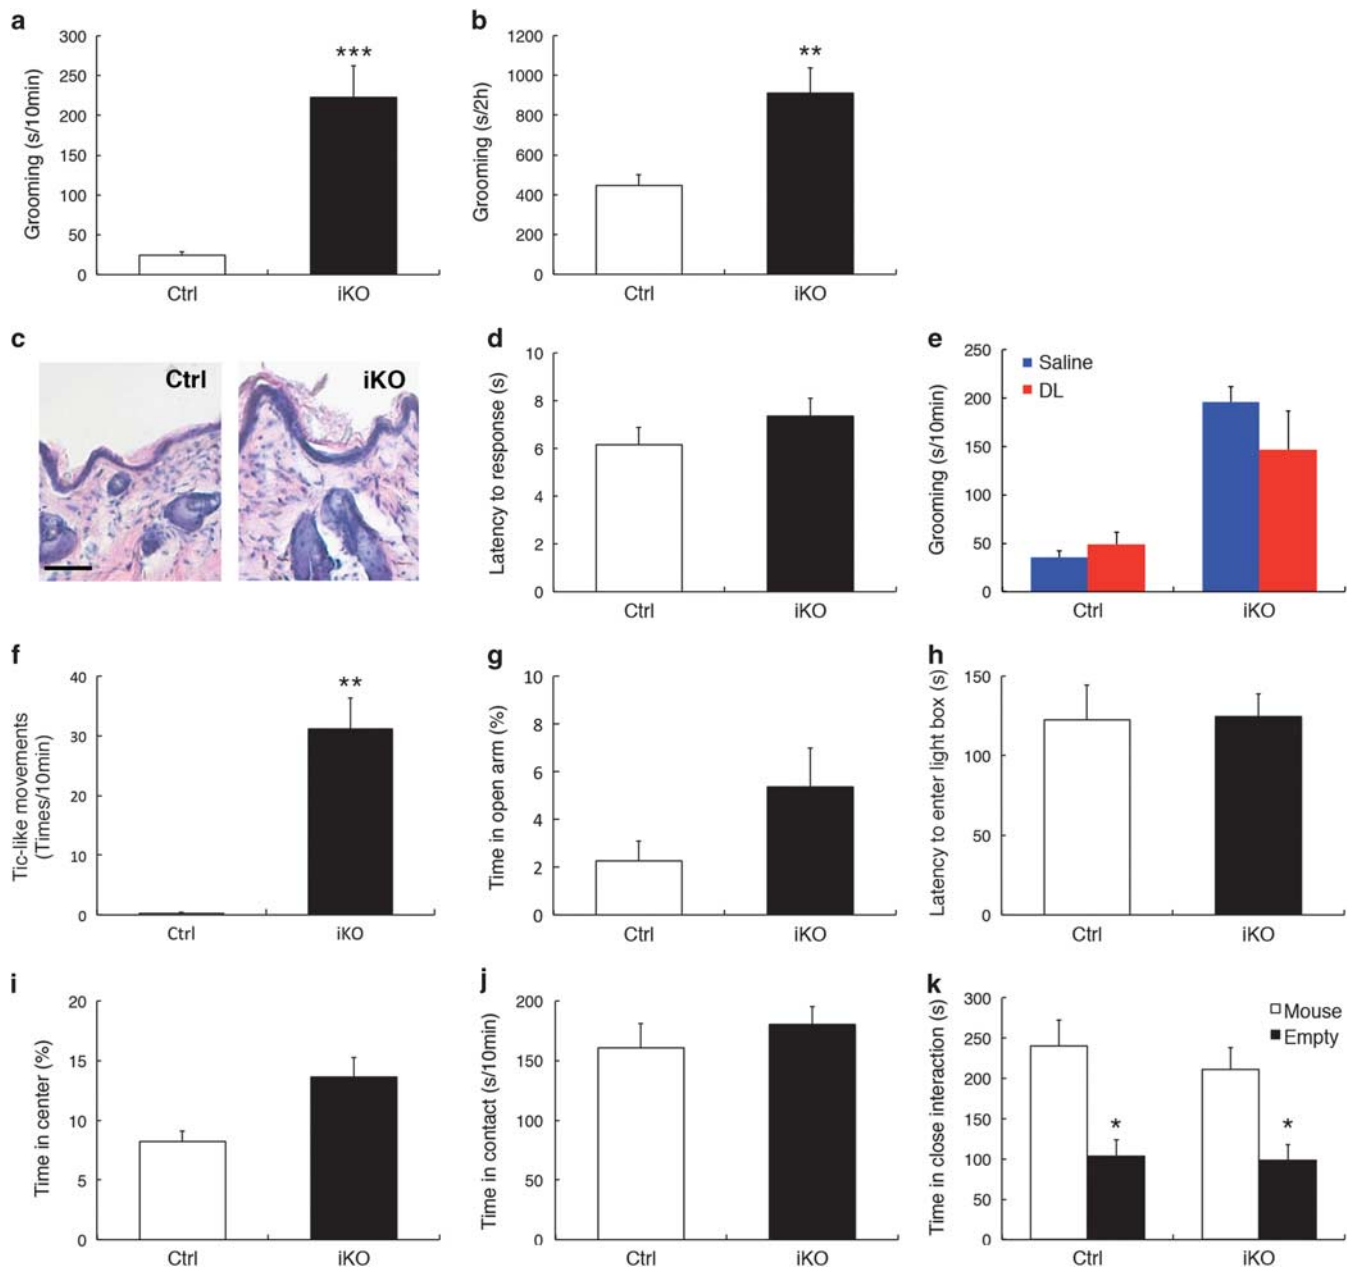 a
300
250
200
150
100
50
0
Grooming (s/10min)
***
Ctrl
iKO
b
1200
1000
800
600
400
200
0
Grooming (s/2h)
**
Ctrl
iKO
c
Ctrl
iKO
d
10
8
6
4
2
0
Latency to response (s)
Ctrl
iKO
e
250
200
150
100
50
0
Grooming (s/10min)
Saline
DL
Ctrl
iKO
f
40
30
20
10
0
Tic-like movements
(Times/10min)
**
Ctrl
iKO
g
10
8
6
4
2
0
Time in open arm (%)
Ctrl
iKO
h
150
100
50
0
Latency to enter light box (s)
Ctrl
iKO
i
20
15
10
5
0
Time in center (%)
Ctrl
iKO
j
200
150
100
50
0
Time in contact (s/10min)
Ctrl
iKO
k
300
250
200
150
100
50
0
Time in close interaction (s)
Mouse
Empty
*
*
Ctrl
iKO